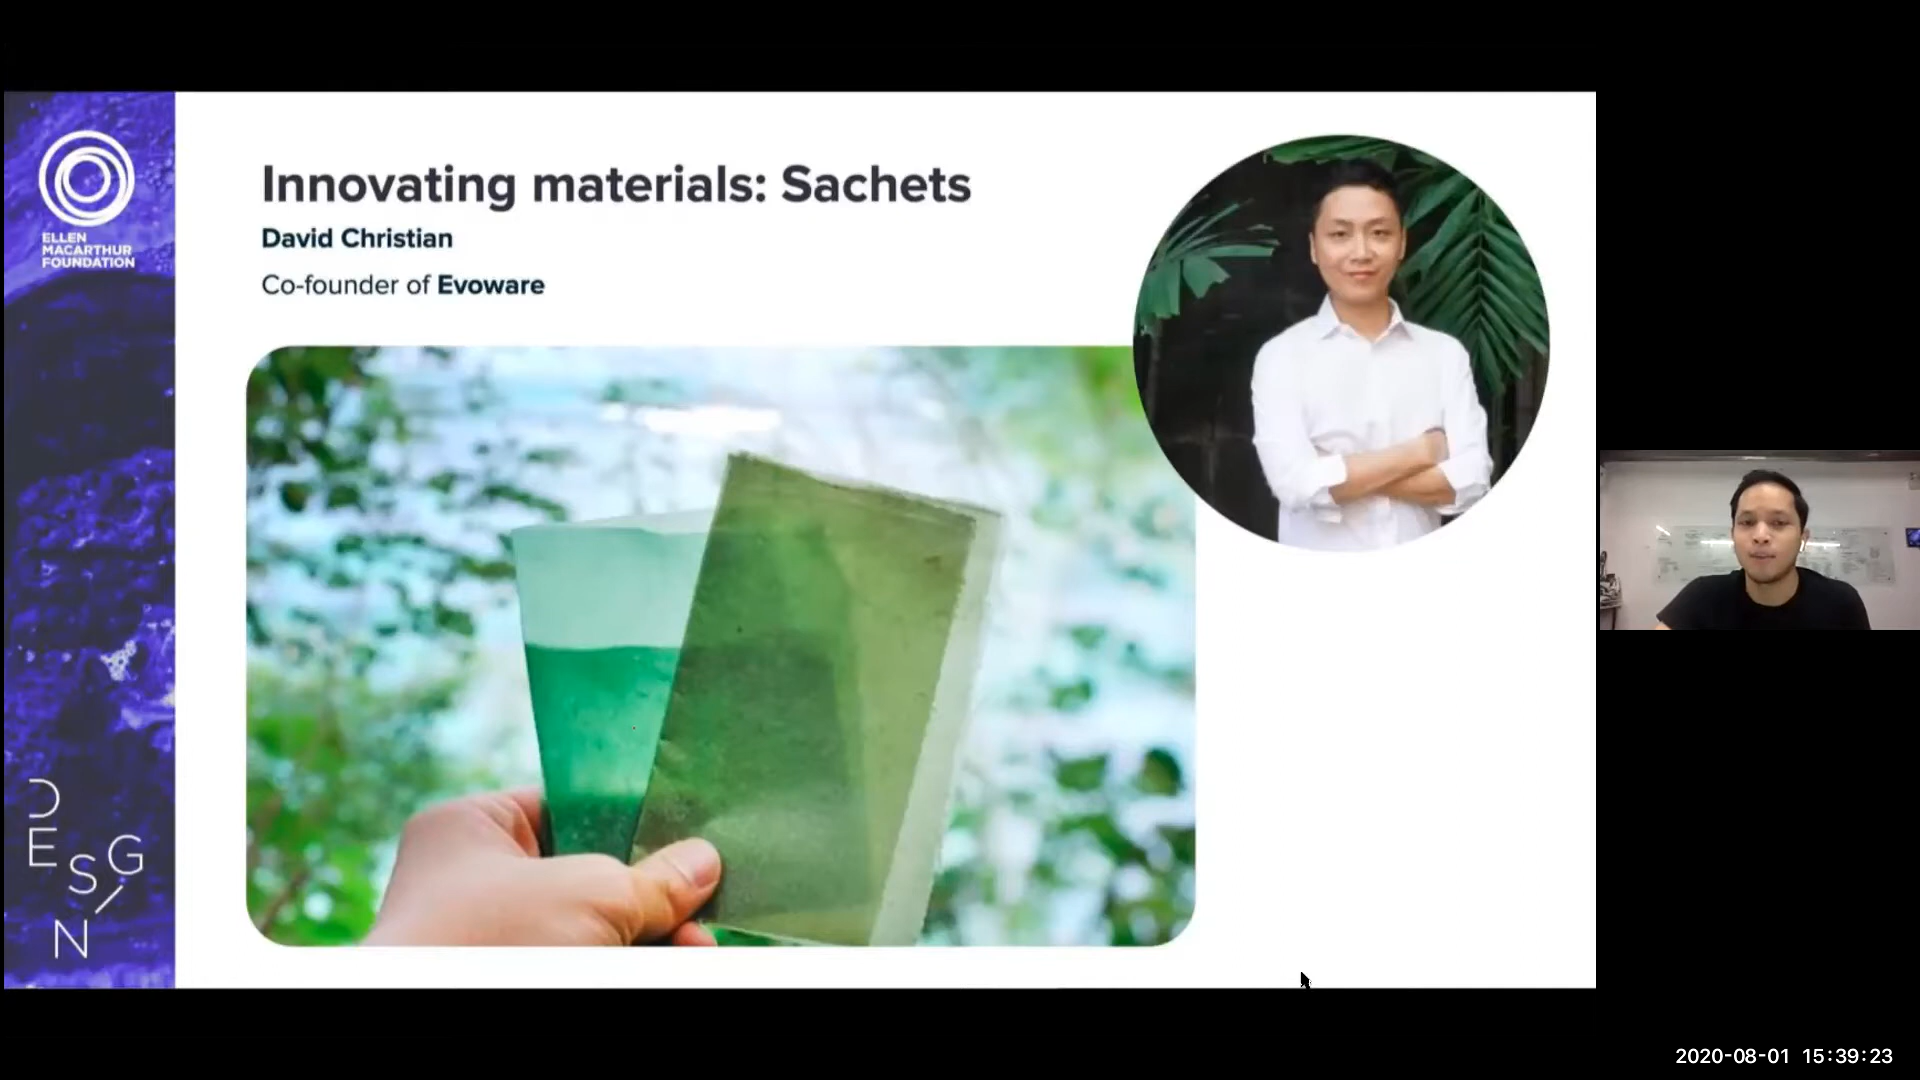 ELLEN
MACARTHUR
FOUNDATION
Innovating materials: Sachets
David Christian
Co-founder of Evoware
DESIGN
2020-08-01 15:39:23